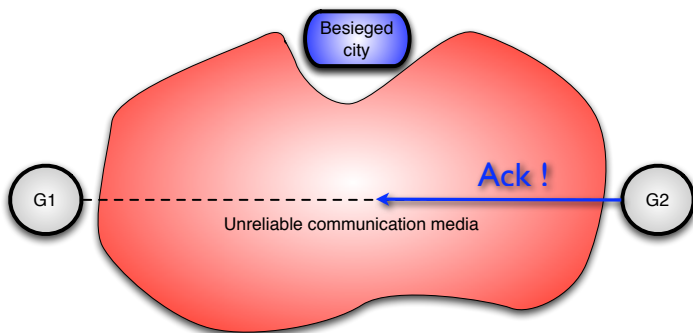 Besieged
city
Ack !
G1
G2
Unreliable communication media